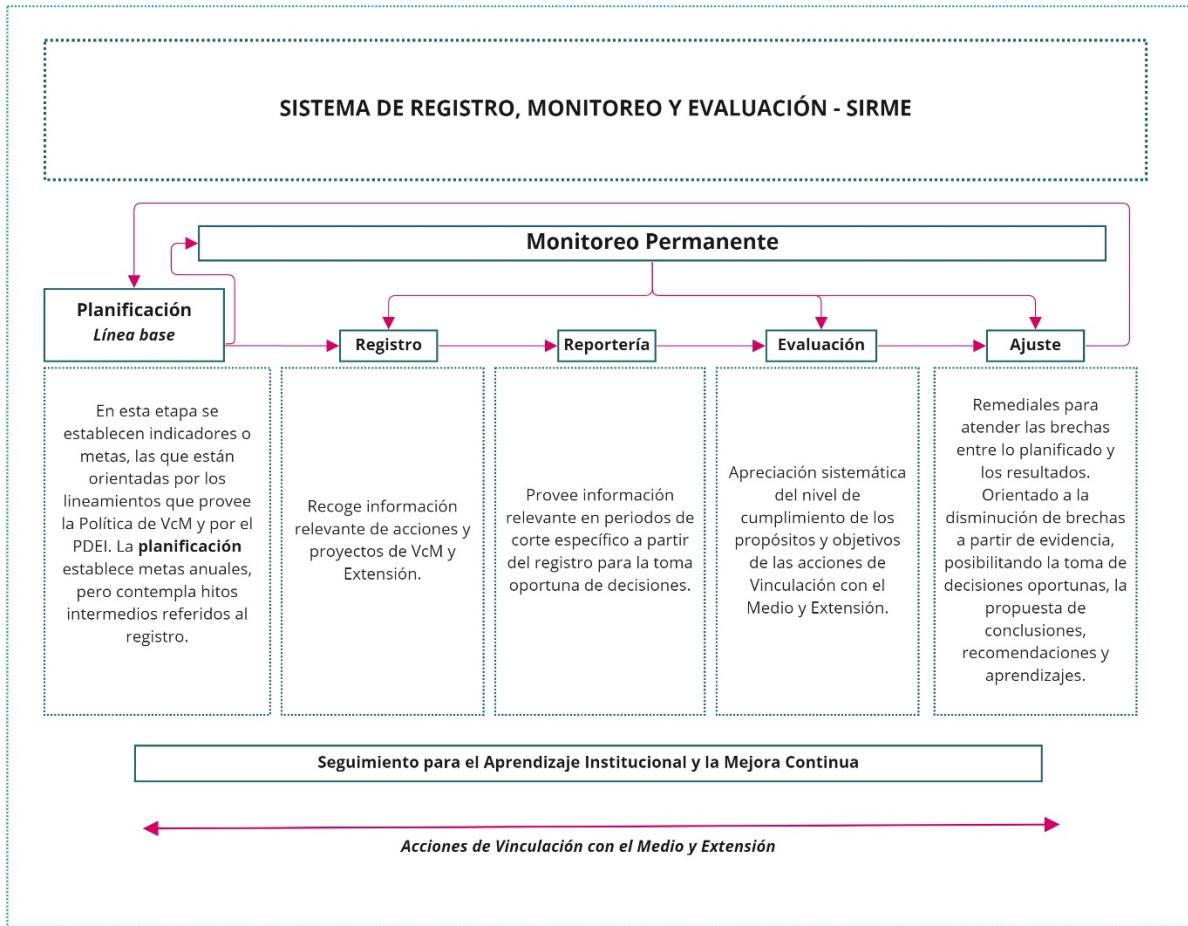 SISTEMA DE REGISTRO, MONITOREO Y EVALUACIÓN - SIRME
Monitoreo Permanente
Planificación
Línea base
Registro
Reportería
Evaluación
Ajuste
En esta etapa se
establecen indicadores o
metas, las que están
orientadas por los
lineamientos que provee
la Política de VcM y por el
PDEI. La planificación
establece metas anuales,
pero contempla hitos
intermedios referidos al
registro.
Recoge información
relevante de acciones y
proyectos de VcM y
Extensión.
Provee información
relevante en periodos de
corte específico a partir
del registro para la toma
oportuna de decisiones.
Apreciación sistemática
del nivel de
cumplimiento de los
propósitos y objetivos
de las acciones de
Vinculación con el
Medio y Extensión.
Remediales para
atender las brechas
entre lo planificado y
los resultados.
Orientado a la
disminución de brechas
a partir de evidencia,
posibilitando la toma de
decisiones oportunas, la
propuesta de
conclusiones,
recomendaciones y
aprendizajes.
Seguimiento para el Aprendizaje Institucional y la Mejora Continua
Acciones de Vinculación con el Medio y Extensión